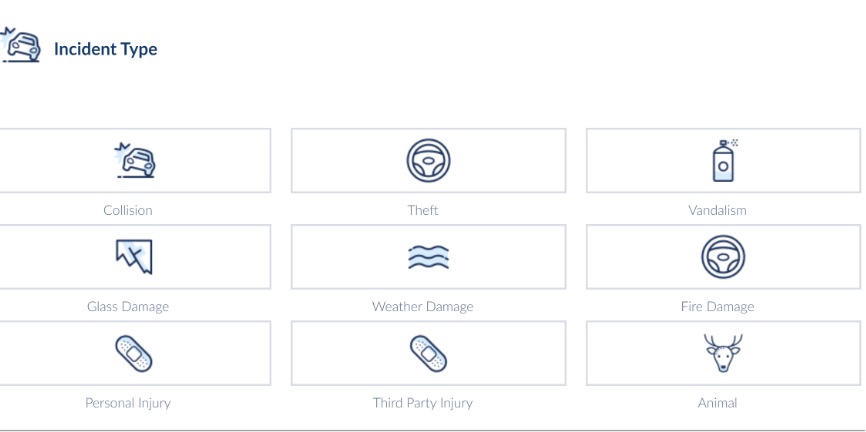 Incident Type
Collision
Theft
Vandalism
Glass Damage
Weather Damage
Fire Damage
Personal Injury
Third Party Injury
Animal